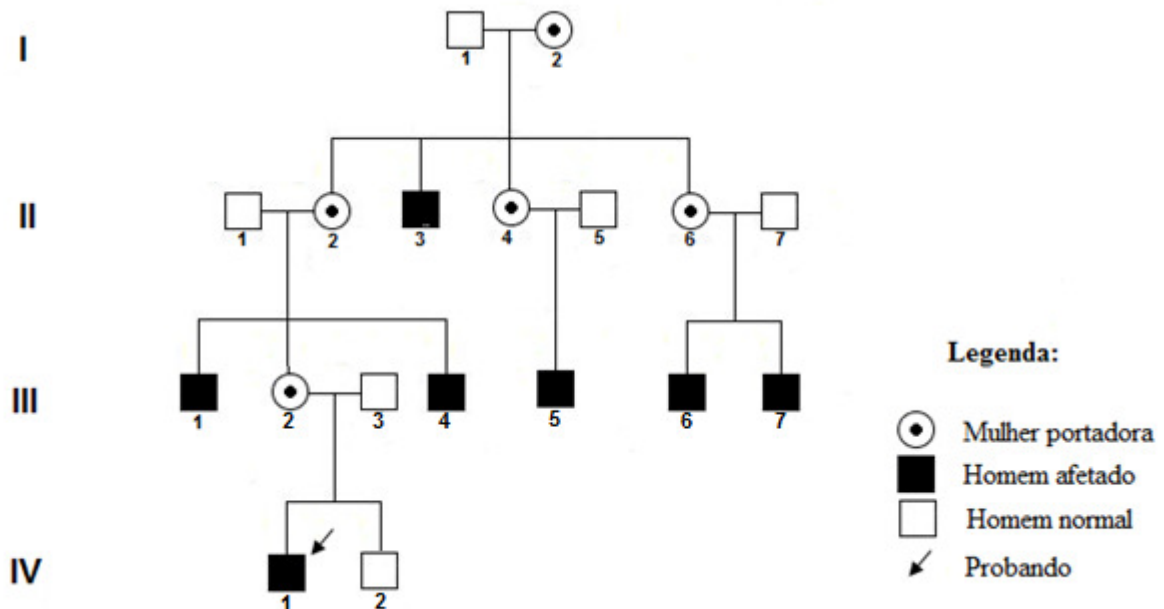 I
1 2
II
1 2 3 4 5 6 7
III
1 2 3 4 5 6 7
Legenda:
Mulher portadora
Homem afetado
Homem normal
Probando
IV
1 2